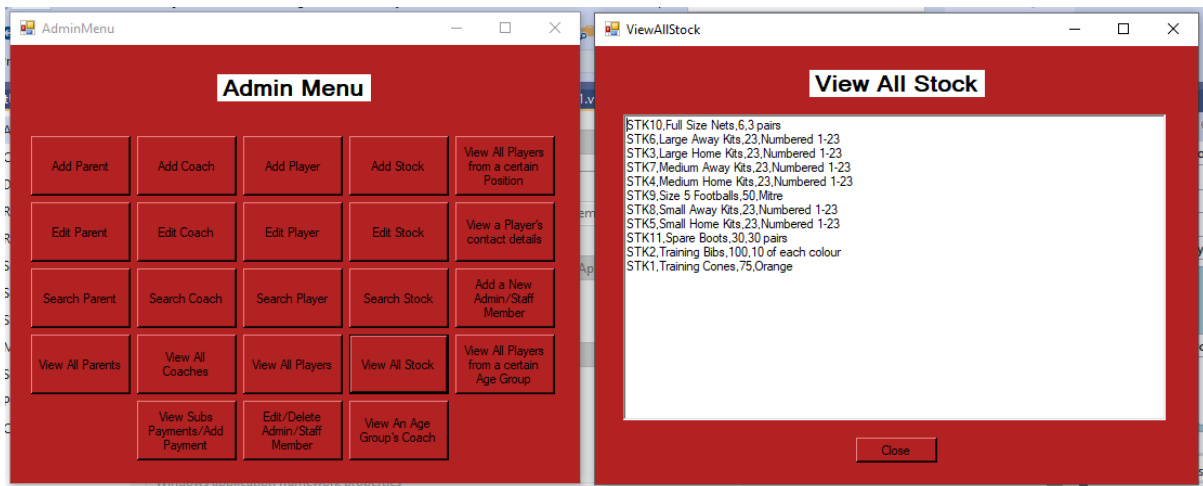 AdminMenu
Admin Menu
Add Parent
Add Coach
Add Player
Add Stock
View All Players
from a certain
Position
Edit Parent
Edit Coach
Edit Player
Edit Stock
View a Player's
contact details
Search Parent
Search Coach
Search Player
Search Stock
Add a New
Admin/Staff
Member
View All Parents
View All
Coaches
View All Players
View All Stock
View All Players
from a certain
Age Group
View Subs
Payments/Add
Payment
Edit/Delete
Admin/Staff
Member
View An Age
Group's Coach
ViewAllStock
View All Stock
STK10,Full Size Nets,6,3 pairs
STK6,Large Away Kits,23,Numbered 1-23
STK3,Large Home Kits,23,Numbered 1-23
STK7,Medium Away Kits,23,Numbered 1-23
STK4,Medium Home Kits,23,Numbered 1-23
STK9,Size 5 Footballs,50,Mitre
STK8,Small Away Kits,23,Numbered 1-23
STK5,Small Home Kits,23,Numbered 1-23
STK11,Spare Boots,30,30 pairs
STK2,Training Bibs,100,10 of each colour
STK1,Training Cones,75,Orange
Close